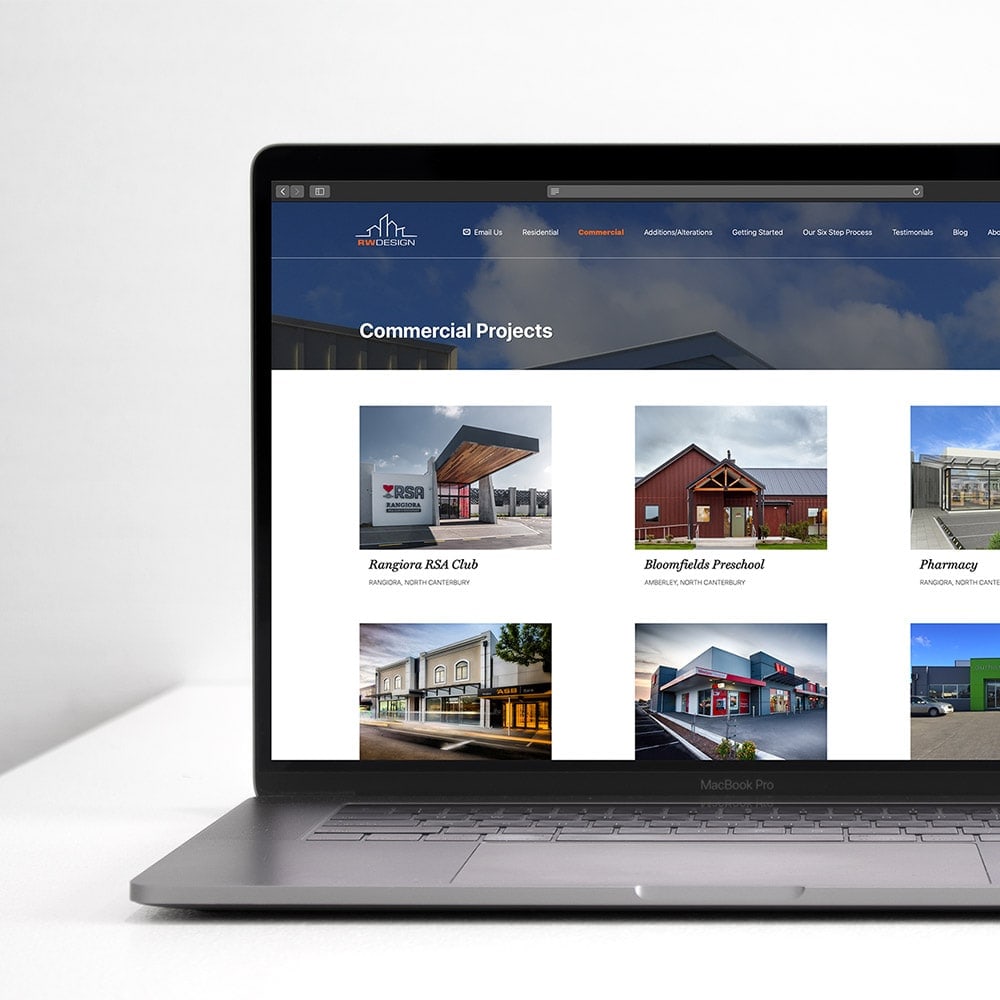 RWDESIGN
Email Us Residential Commercial Additions/Alterations Getting Started Our Six Step Process Testimonials Blog Abo
Commercial Projects
RSA
RANGIORA
Rangiora RSA Club
RANGIORA, NORTH CANTERBURY
Bloomfields Preschool
AMBERLEY, NORTH CANTERBURY
Pharmacy
RANGIORA, NORTH CANTE
ASB
MacBook Pro